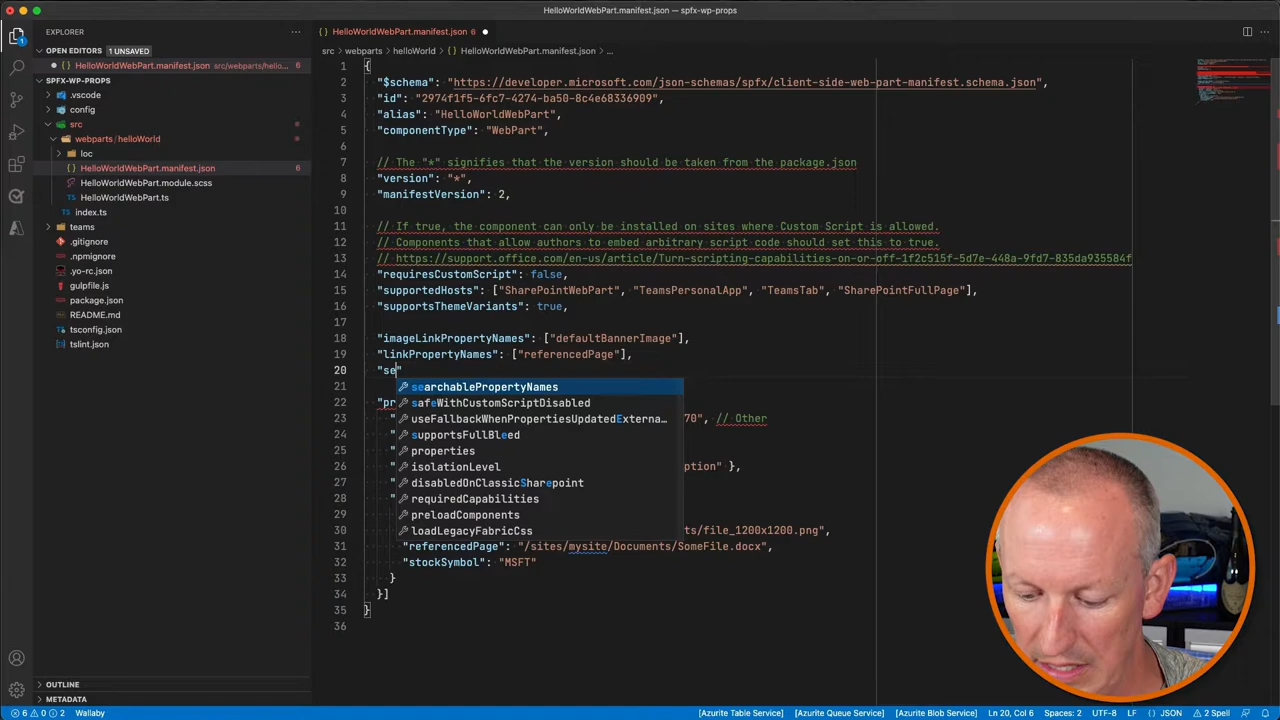 HelloWorldWebPart.manifest.json — spfx-wp-props
EXPLORER
OPEN EDITORS 1 UNSAVED
HelloWorldWebPart.manifest.json src/webparts/hello... 6
SPFX-WP-PROPS
.vscode
config
src
webparts / helloWorld
loc
HelloWorldWebPart.manifest.json 6
HelloWorldWebPart.module.scss
HelloWorldWebPart.ts
index.ts
teams
.gitignore
.npmignore
.yo-rc.json
gulpfile.js
package.json
README.md
tsconfig.json
tslint.json
OUTLINE
METADATA
HelloWorldWebPart.manifest.json 6
src > webparts > helloWorld > HelloWorldWebPart.manifest.json > ...
1 {
2 "$schema": "https://developer.microsoft.com/json-schemas/spfx/client-side-web-part-manifest.schema.json",
3 "id": "2974f1f5-6fc7-4274-ba50-8c4e68336909",
4 "alias": "HelloWorldWebPart",
5 "componentType": "WebPart",
6
7 // The "*" signifies that the version should be taken from the package.json
8 "version": "*",
9 "manifestVersion": 2,
10
11 // If true, the component can only be installed on sites where Custom Script is allowed.
12 // Components that allow authors to embed arbitrary script code should set this to true.
13 // https://support.office.com/en-us/article/Turn-scripting-capabilities-on-or-off-1f2c515f-5d7e-448a-9fd7-835da935584f
14 "requiresCustomScript": false,
15 "supportedHosts": ["SharePointWebPart", "TeamsPersonalApp", "TeamsTab", "SharePointFullPage"],
16 "supportsThemeVariants": true,
17
18 "imageLinkPropertyNames": ["defaultBannerImage"],
19 "linkPropertyNames": ["referencedPage"],
20 "se"
21 searchablePropertyNames
22 "pr safeWithCustomScriptDisabled
23 " useFallbackWhenPropertiesUpdatedExterna... 70", // Other
24 " supportsFullBleed
25 " properties
26 " isolationLevel ption" },
27 " disabledOnClassicSharepoint
28 " requiredCapabilities
29 preloadComponents
30 loadLegacyFabricCss ts/file_1200x1200.png",
31 "referencedPage": "/sites/mysite/Documents/SomeFile.docx",
32 "stockSymbol": "MSFT"
33 }
34 }]
35 }
36
6 0 2 Wallaby [Azurite Table Service] [Azurite Queue Service] [Azurite Blob Service] Ln 20, Col 6 Spaces: 2 UTF-8 LF JSON 2 Spell